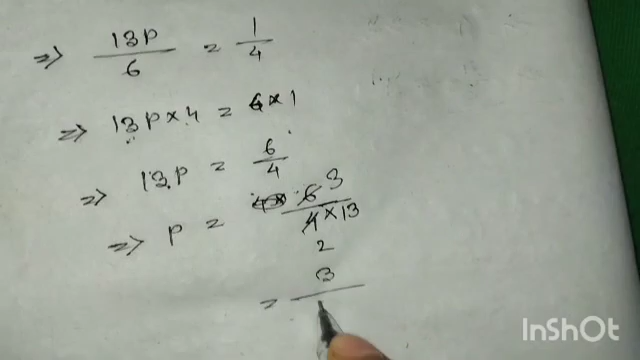 ⇒ 13p/6 = 1/4
⇒ 13p × 4 = 6 × 1
⇒ 13p = 6/4
⇒ p = 6 3/4 × 13
2
= 3/
InShOt